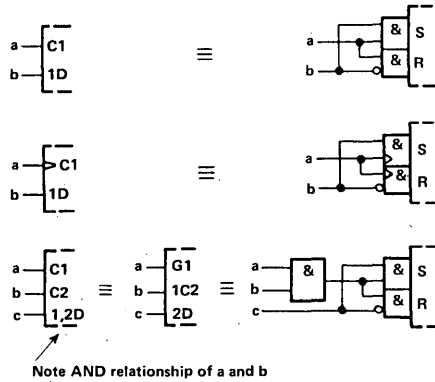 a C1 ≡ & S
b 1D a & R
b
a C1 ≡ & S
b 1D a & R
b
a C1 ≡ a G1 ≡ a & & S
b C2 b 1C2 b & R
c 1,2D c 2D c
Note AND relationship of a and b